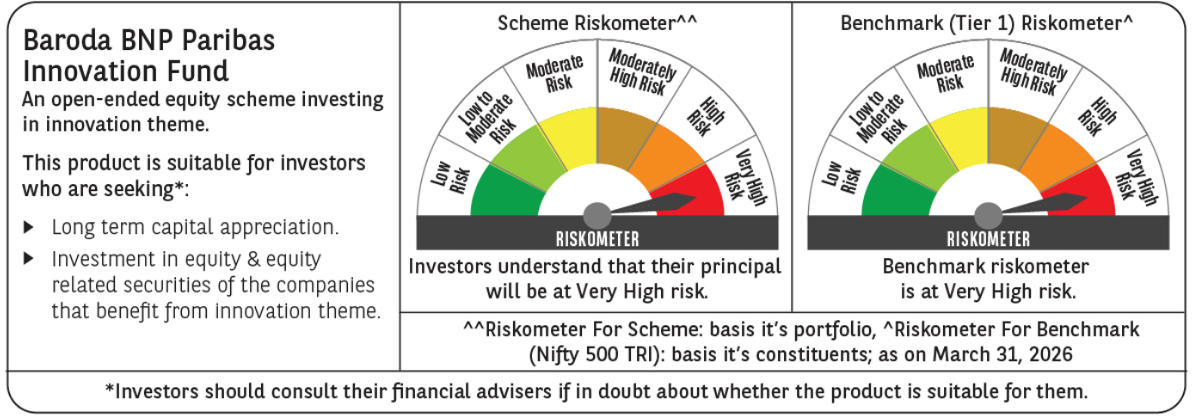 Baroda BNP Paribas
Innovation Fund
An open-ended equity scheme investing
in innovation theme.
This product is suitable for investors
who are seeking*:
▶ Long term capital appreciation.
▶ Investment in equity & equity
related securities of the companies
that benefit from innovation theme.
Scheme Riskometer^^
Low
Risk
Low to
Moderate
Risk
Moderate
Risk
Moderately
High Risk
High
Risk
Very High
Risk
RISKOMETER
Investors understand that their principal
will be at Very High risk.
Benchmark (Tier 1) Riskometer^
Low
Risk
Low to
Moderate
Risk
Moderate
Risk
Moderately
High Risk
High
Risk
Very High
Risk
RISKOMETER
Benchmark riskometer
is at Very High risk.
^^Riskometer For Scheme: basis it's portfolio, ^Riskometer For Benchmark
(Nifty 500 TRI): basis it's constituents; as on March 31, 2026
*Investors should consult their financial advisers if in doubt about whether the product is suitable for them.